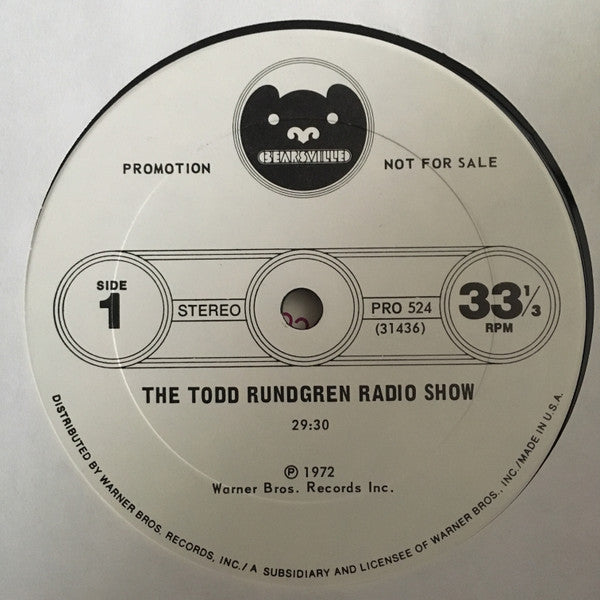 BEARSVILLE
PROMOTION
NOT FOR SALE
SIDE
1
STEREO
PRO 524
(31436)
33 1/3
RPM
THE TODD RUNDGREN RADIO SHOW
29:30
℗ 1972
Warner Bros. Records Inc.
DISTRIBUTED BY WARNER BROS. RECORDS, INC./A SUBSIDIARY AND LICENSEE OF WARNER BROS., INC./MADE IN U.S.A.